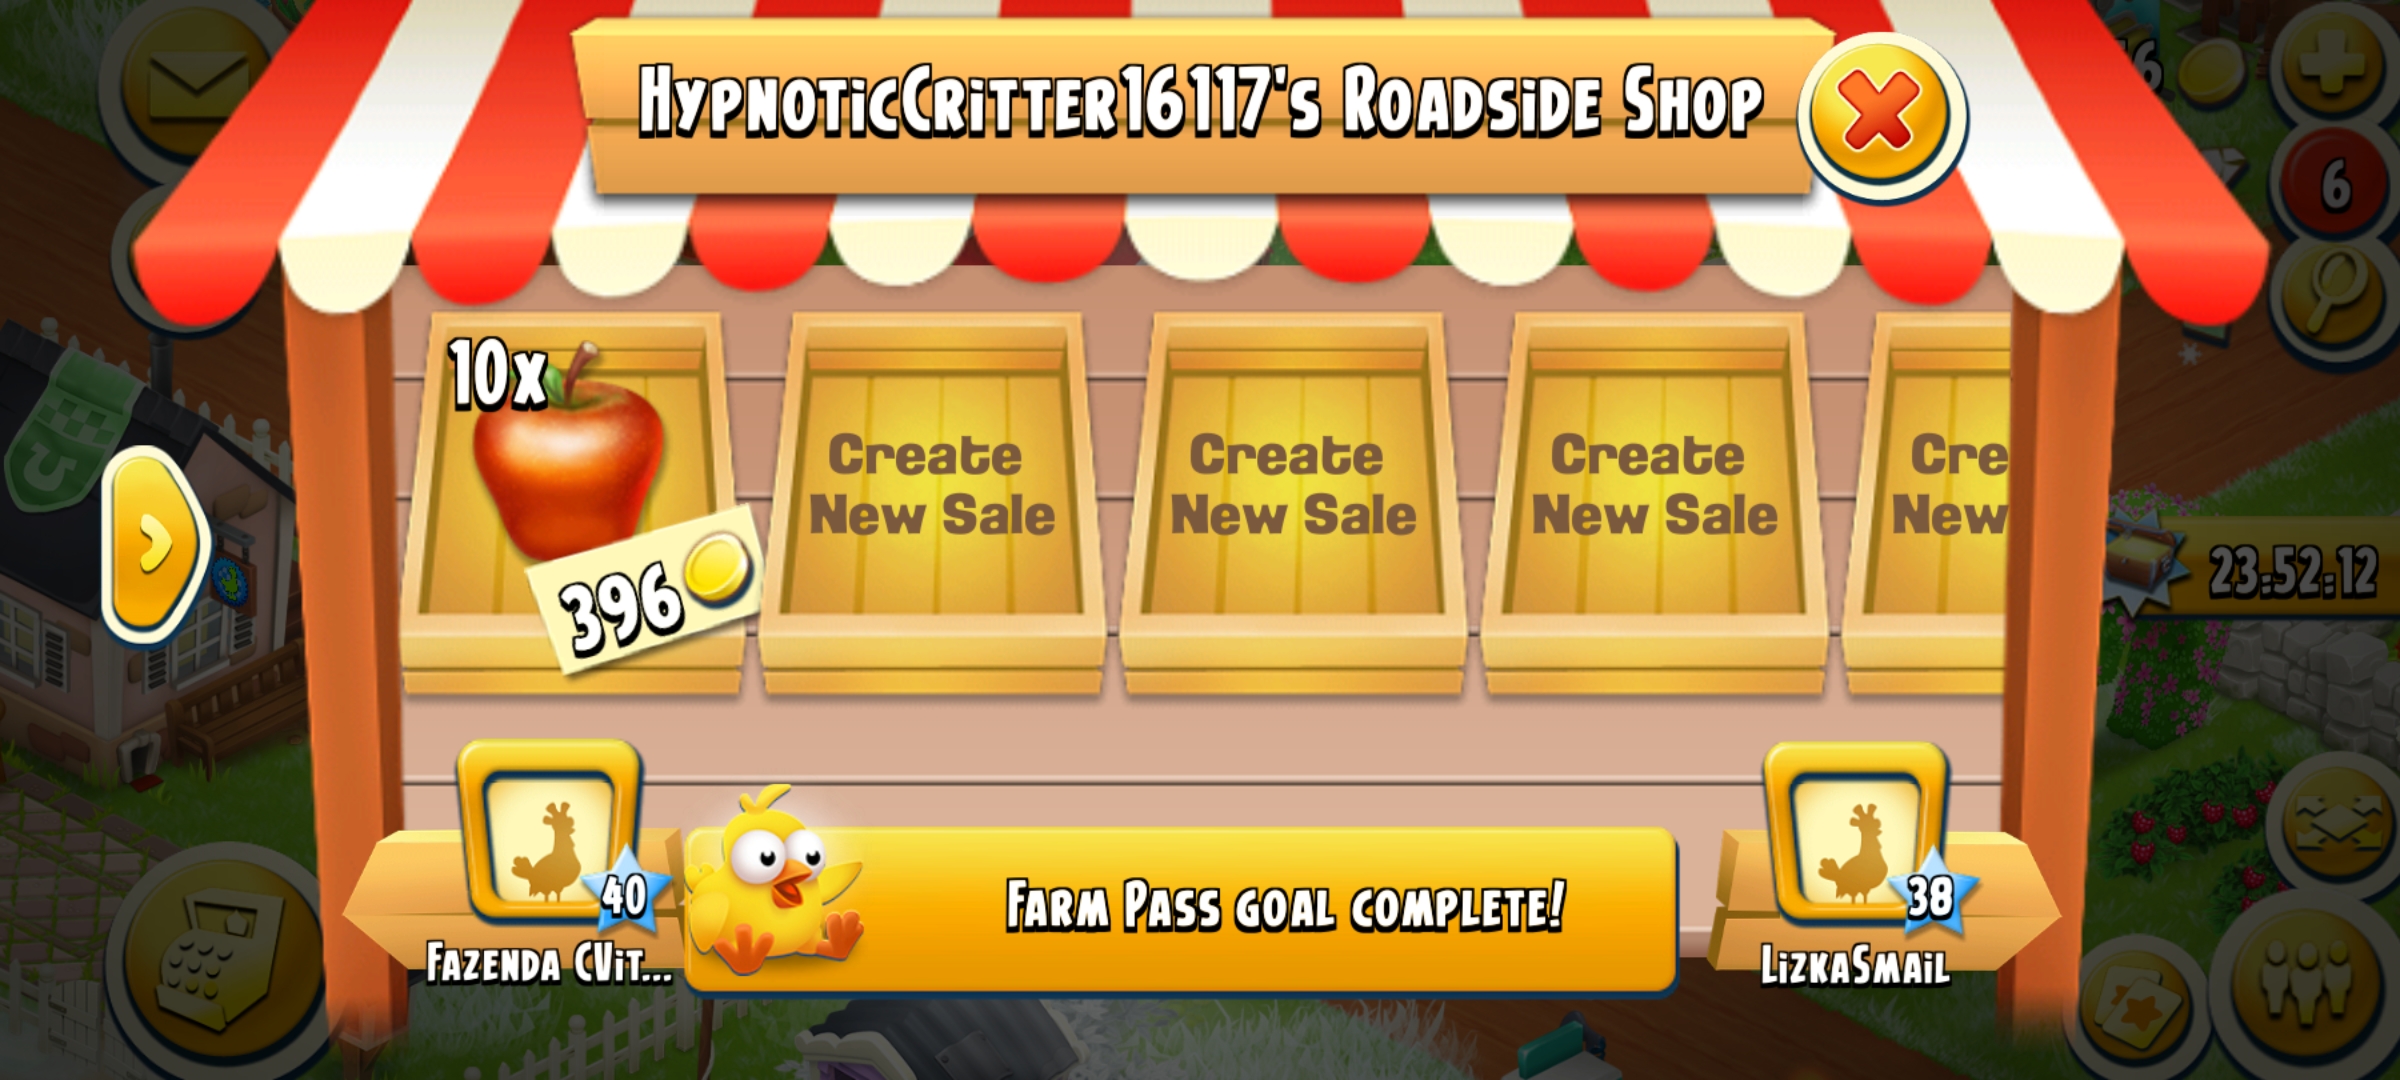 HypnoticCritter16117's Roadside Shop
6
6
10x
Create
New Sale
Create
New Sale
Create
New Sale
Cre
New
396
23:52:12
40
Farm Pass goal complete!
38
Fazenda CVit...
LizkaSmail